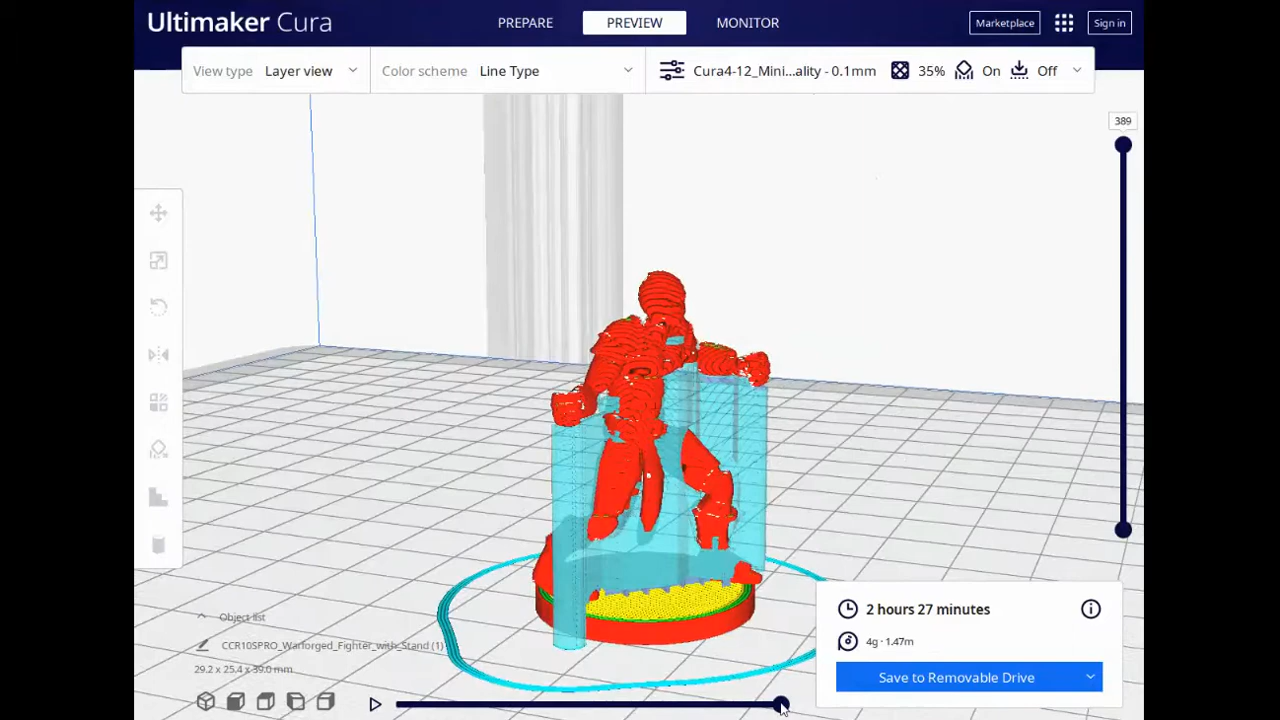 Ultimaker Cura
PREPARE
PREVIEW
MONITOR
Marketplace
Sign in
View type Layer view
Color scheme Line Type
Cura4-12_Mini...ality - 0.1mm
35%
On
Off
389
2 hours 27 minutes
4g · 1.47m
Save to Removable Drive
Object list
CCR10SPRO_Warforged_Fighter_with_Stand (1)
29.2 x 25.4 x 39.0 mm